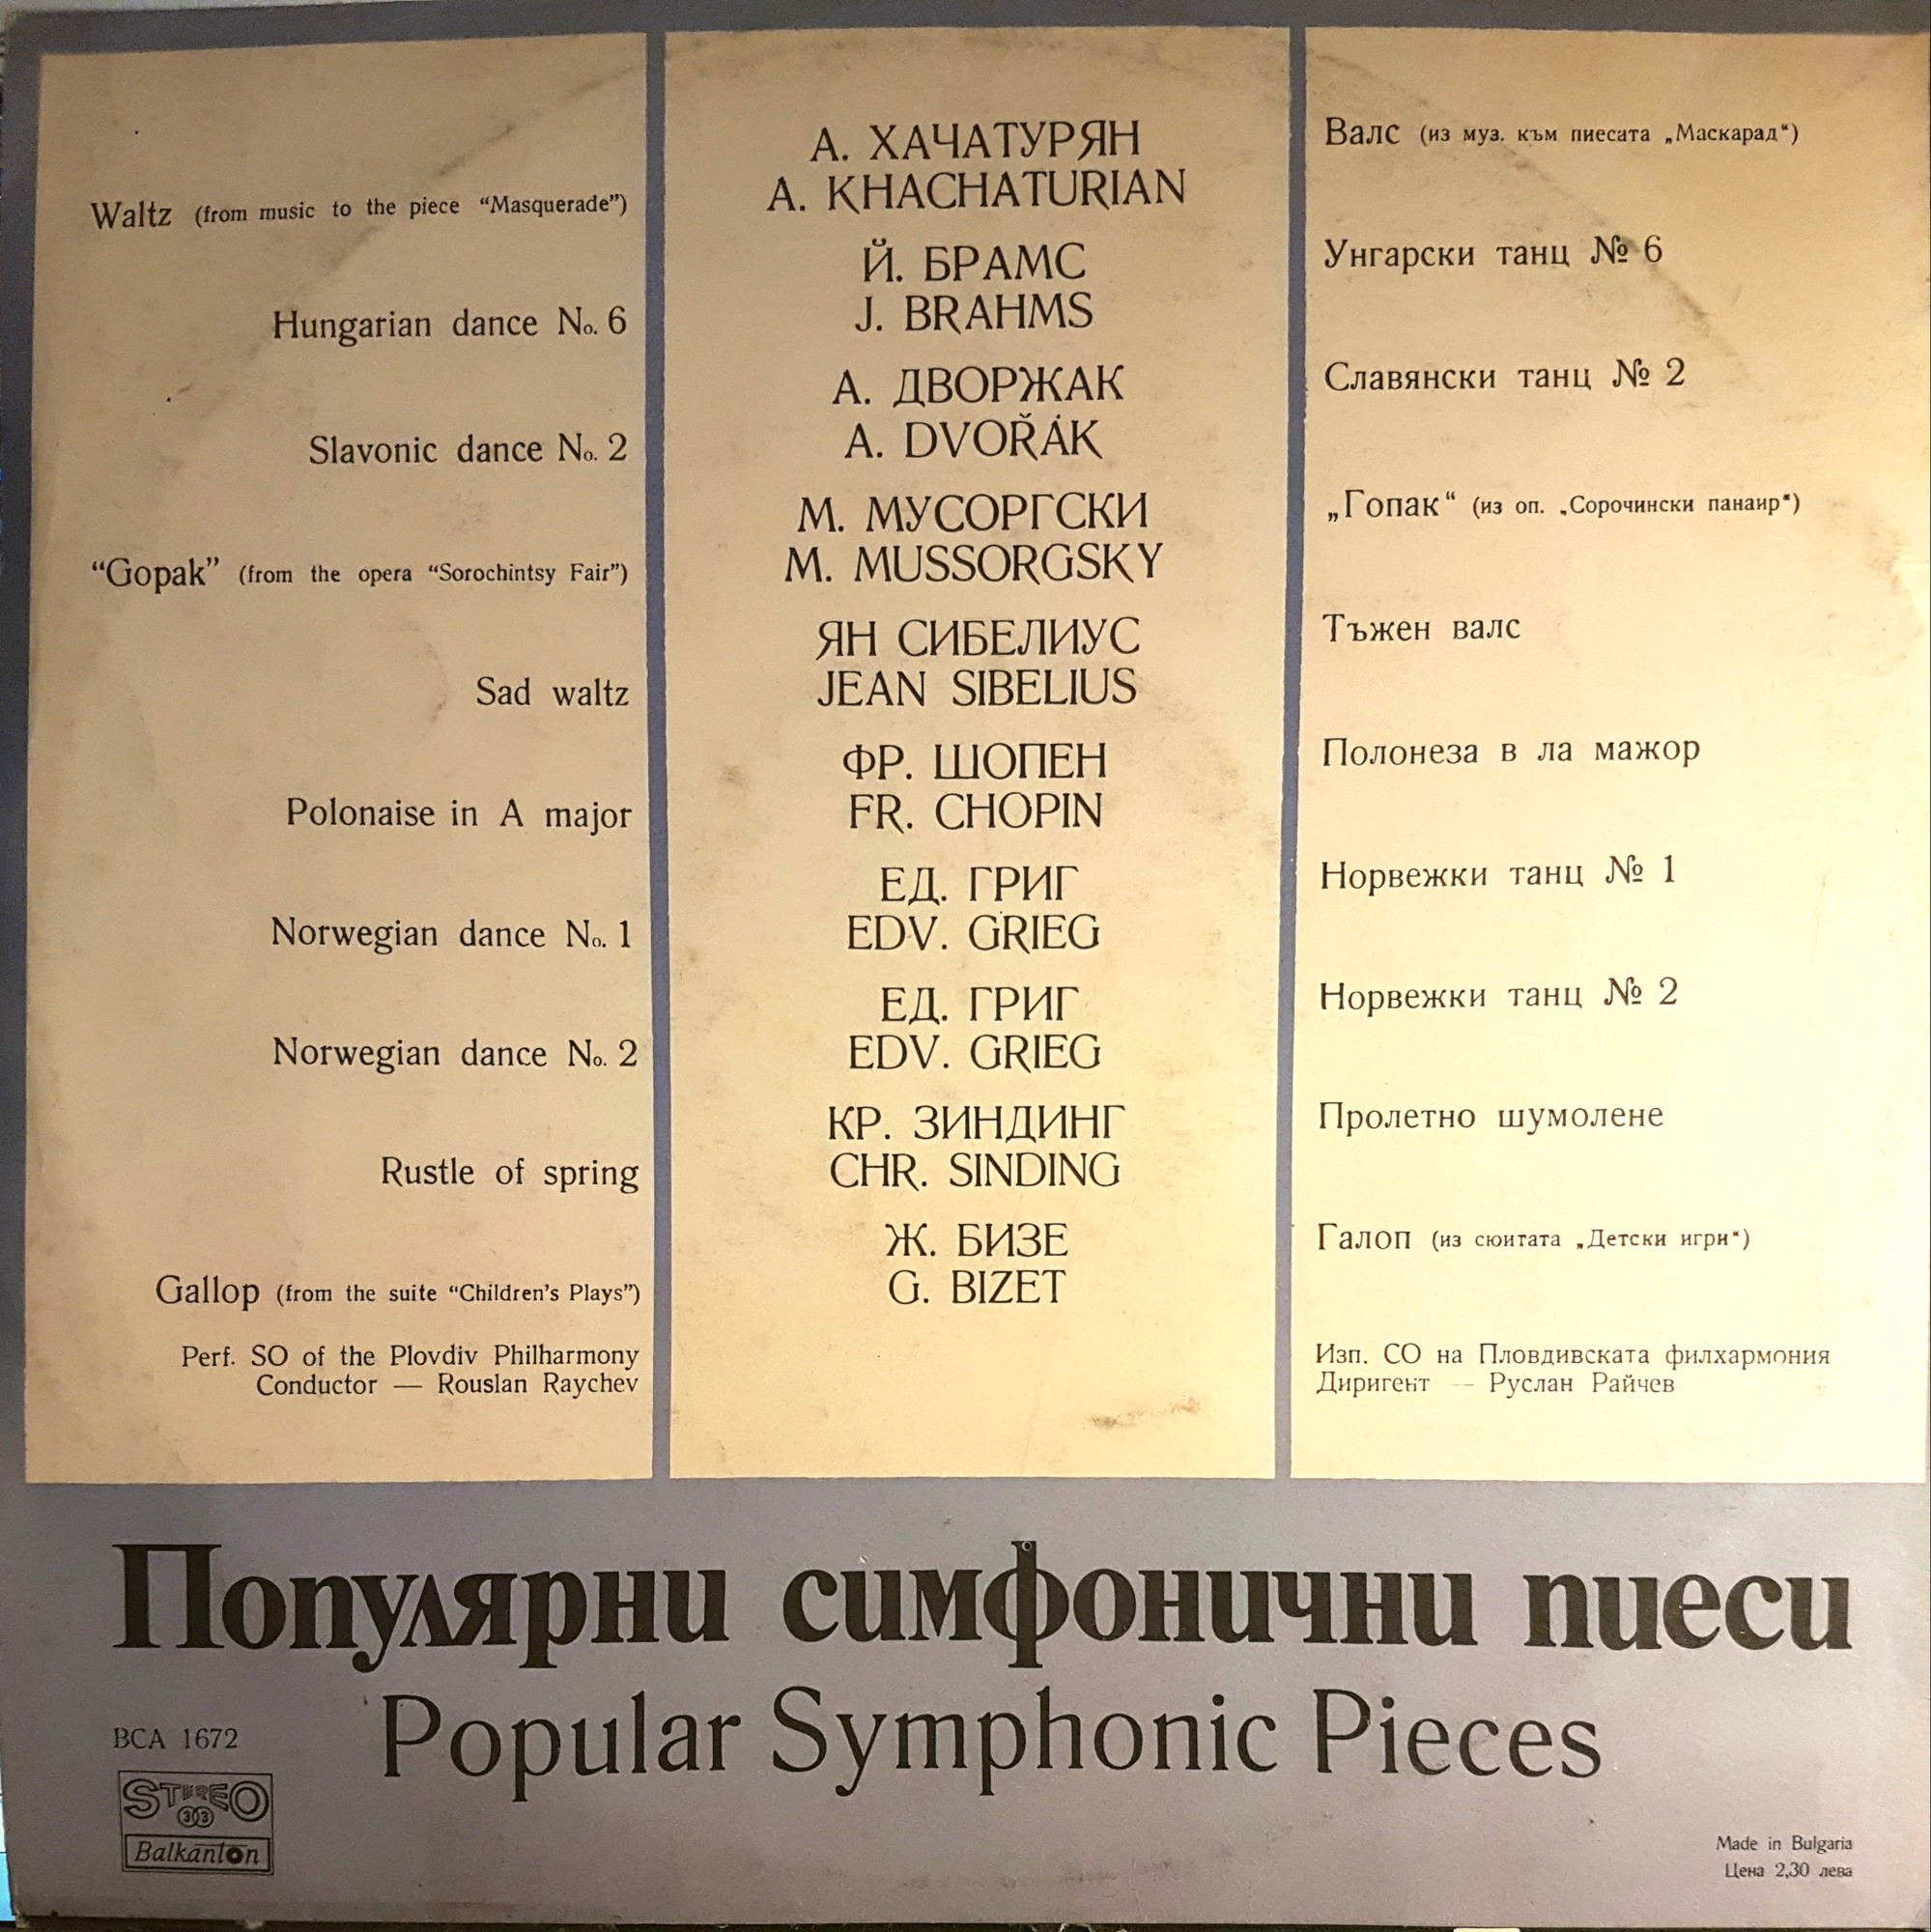 Waltz (from music to the piece “Masquerade”)
Hungarian dance No. 6
Slavonic dance No. 2
“Gopak” (from the opera “Sorochintsy Fair”)
Sad waltz
Polonaise in A major
Norwegian dance No. 1
Norwegian dance No. 2
Rustle of spring
Gallop (from the suite “Children's Plays”)
Perf. SO of the Plovdiv Philharmony
Conductor — Rouslan Raychev
А. ХАЧАТУРЯН
A. KHACHATURIAN
Й. БРАМС
J. BRAHMS
А. ДВОРЖАК
A. DVOŘÁK
М. МУСОРГСКИ
M. MUSSORGSKY
ЯН СИБЕЛИУС
JEAN SIBELIUS
ФР. ШОПЕН
FR. CHOPIN
ЕД. ГРИГ
EDV. GRIEG
ЕД. ГРИГ
EDV. GRIEG
КР. ЗИНДИНГ
CHR. SINDING
Ж. БИЗЕ
G. BIZET
Валс (из муз. към пиесата „Маскарад“)
Унгарски танц № 6
Славянски танц № 2
„Гопак“ (из оп. „Сорочински панаир“)
Тъжен валс
Полонеза в ла мажор
Норвежки танц № 1
Норвежки танц № 2
Пролетно шумолене
Галоп (из сюитата „Детски игри“)
Изп. СО на Пловдивската филхармония
Диригент — Руслан Райчев
Популярни симфонични пиеси
Popular Symphonic Pieces
ВСА 1672
STEREO
33
Balkanton
Made in Bulgaria
Цена 2,30 лева